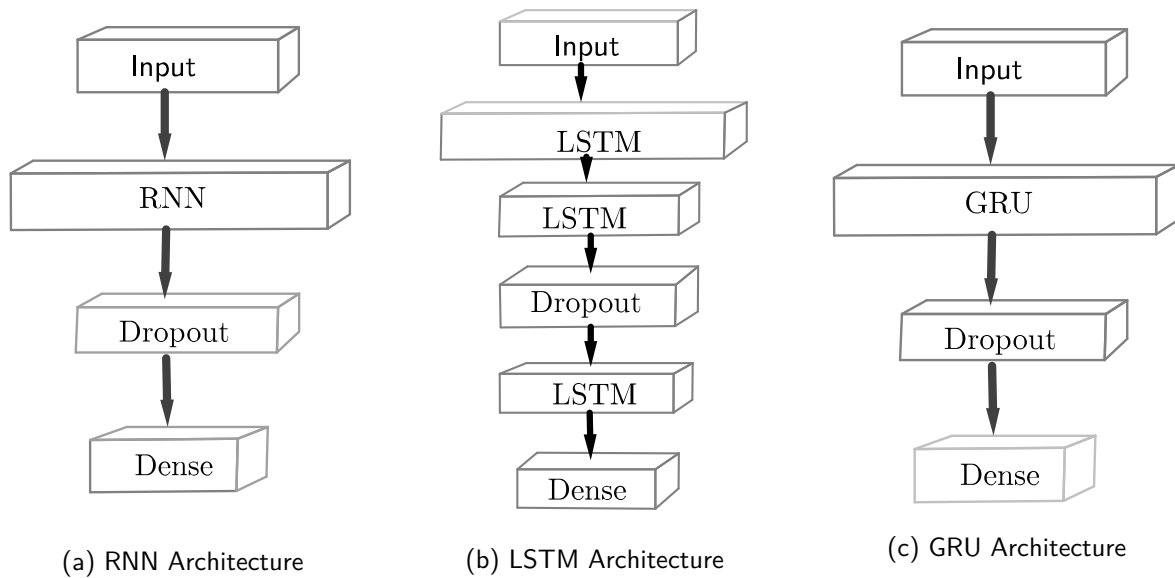 Input
RNN
Dropout
Dense
(a) RNN Architecture
Input
LSTM
LSTM
Dropout
LSTM
Dense
(b) LSTM Architecture
Input
GRU
Dropout
Dense
(c) GRU Architecture